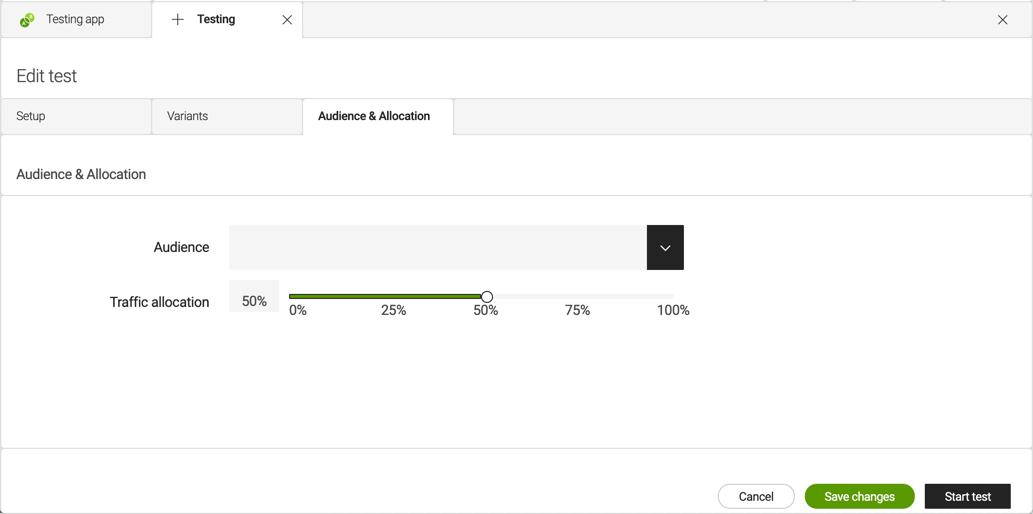 Testing app
Testing
Edit test
Setup
Variants
Audience & Allocation
Audience & Allocation
Audience
Traffic allocation
50%
0%
25%
50%
75%
100%
Cancel
Save changes
Start test